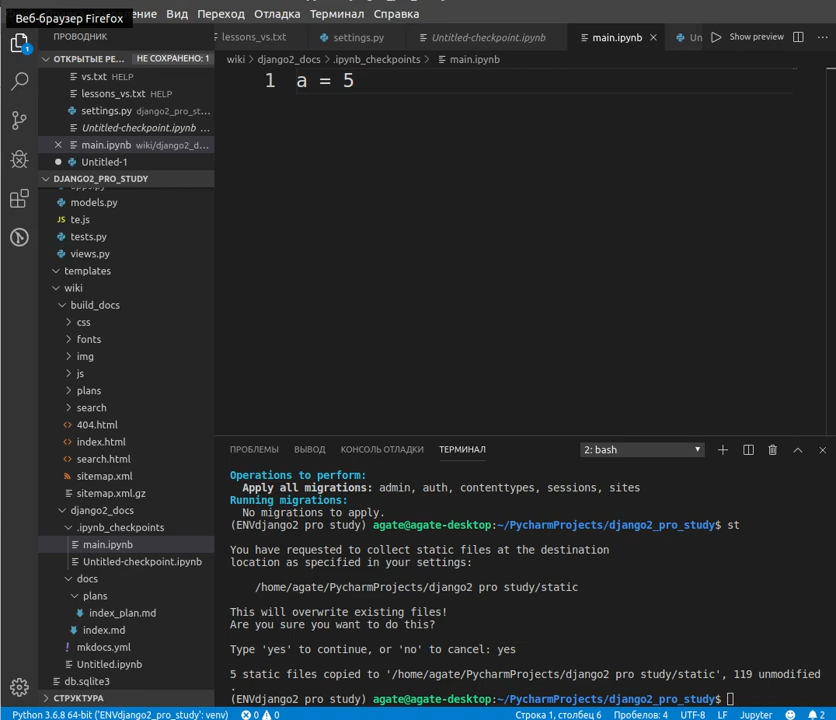 Веб-браузер Firefox
ение Вид Переход Отладка Терминал Справка
ПРОВОДНИК
lessons_vs.txt settings.py Untitled-checkpoint.ipynb main.ipynb Un Show preview
1
ОТКРЫТЫЕ РЕ... НЕ СОХРАНЕНО: 1
wiki django2_docs .ipynb_checkpoints main.ipynb
vs.txt HELP
lessons_vs.txt HELP
settings.py django2_pro_st...
Untitled-checkpoint.ipynb ...
main.ipynb wiki/django2_d...
Untitled-1
1 a = 5
DJANGO2_PRO_STUDY
models.py
JS te.js
tests.py
views.py
templates
wiki
build_docs
css
fonts
img
js
plans
search
404.html
index.html
search.html
sitemap.xml
sitemap.xml.gz
django2_docs
.ipynb_checkpoints
main.ipynb
Untitled-checkpoint.ipynb
docs
plans
index_plan.md
index.md
mkdocs.yml
Untitled.ipynb
db.sqlite3
СТРУКТУРА
ПРОБЛЕМЫ ВЫВОД КОНСОЛЬ ОТЛАДКИ ТЕРМИНАЛ 2: bash
Operations to perform:
Apply all migrations: admin, auth, contenttypes, sessions, sites
Running migrations:
No migrations to apply.
(ENVdjango2 pro study) agate@agate-desktop:~/PycharmProjects/django2_pro_study$ st
You have requested to collect static files at the destination
location as specified in your settings:
/home/agate/PycharmProjects/django2 pro study/static
This will overwrite existing files!
Are you sure you want to do this?
Type 'yes' to continue, or 'no' to cancel: yes
5 static files copied to '/home/agate/PycharmProjects/django2 pro study/static', 119 unmodified
.
(ENVdjango2 pro study) agate@agate-desktop:~/PycharmProjects/django2_pro_study$
Python 3.6.8 64-bit ('ENVdjango2_pro_study': venv) 0 0 Строка 1, столбец 6 Пробелов: 4 UTF-8 LF Jupyter 2